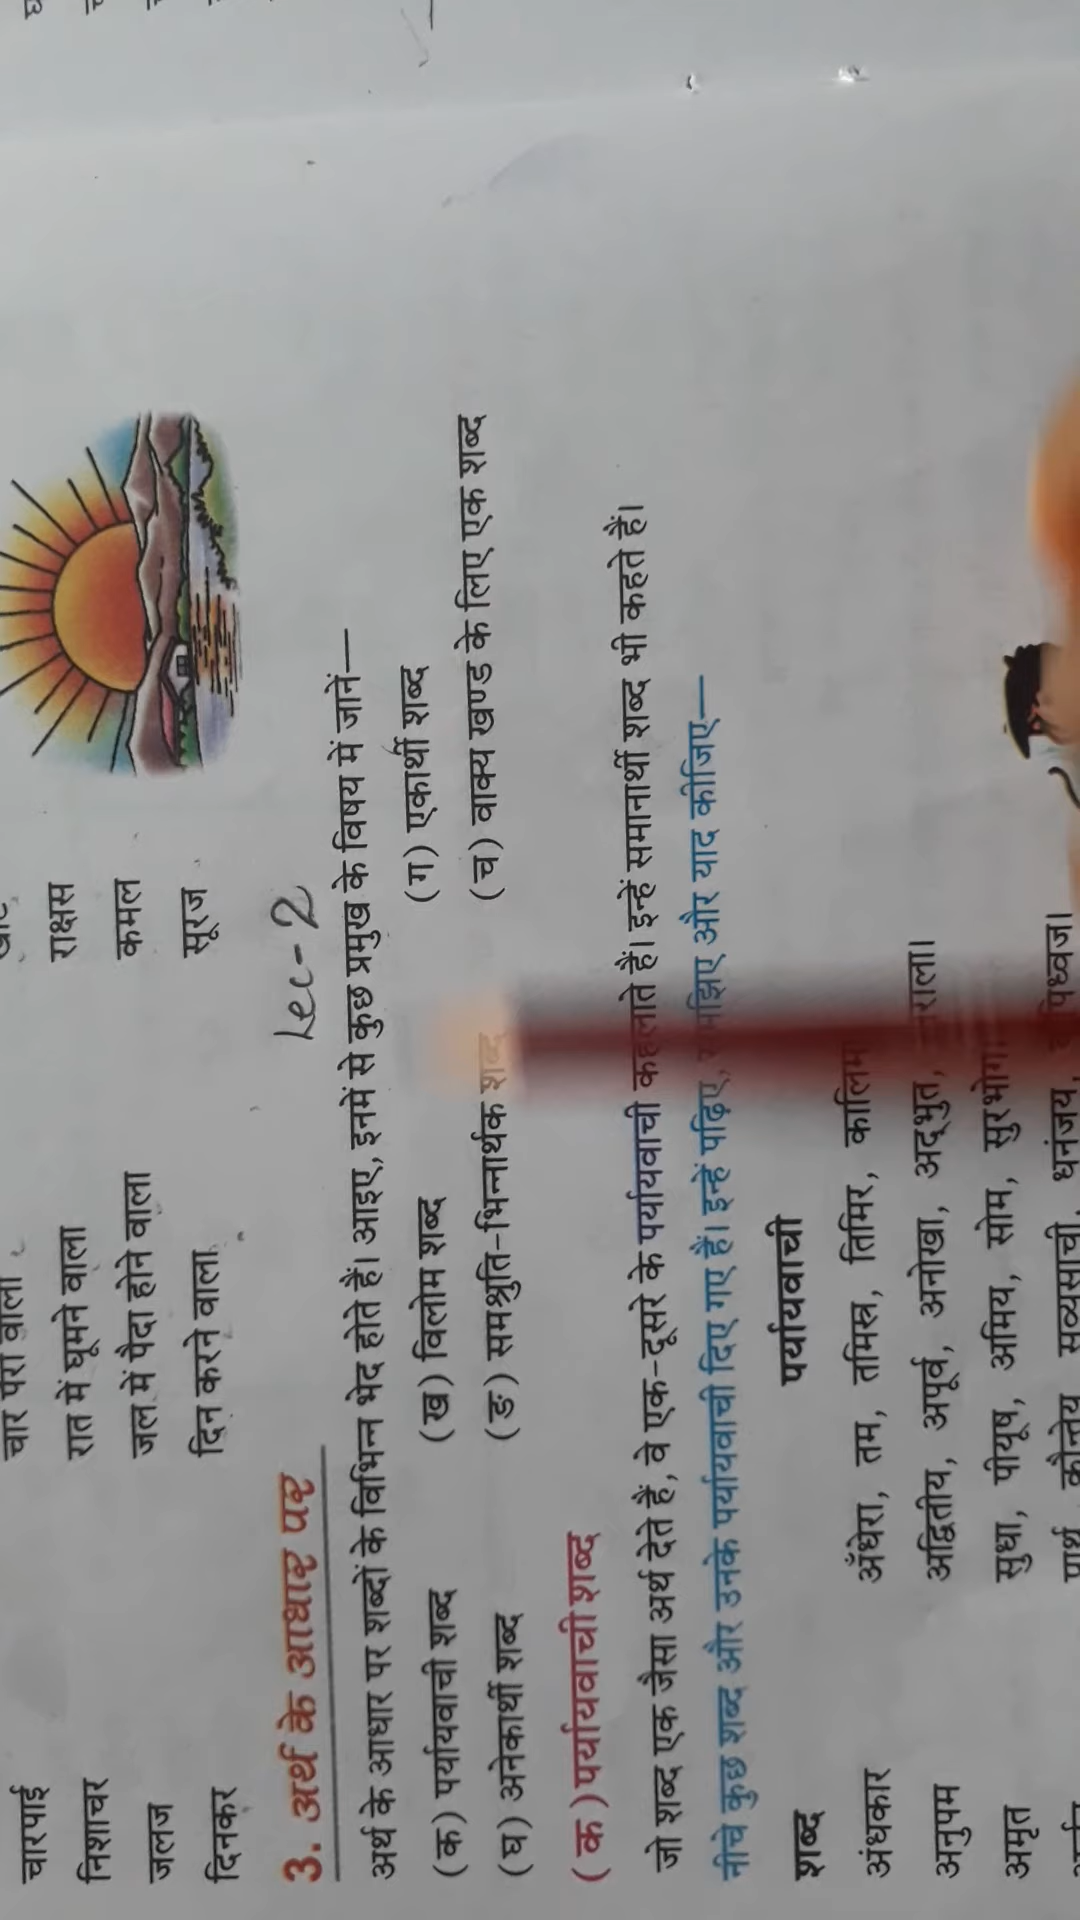 चारपाई चार पैरों वाला
निशाचर रात में घूमने वाला राक्षस
जलज जल में पैदा होने वाला कमल
दिनकर दिन करने वाला सूरज
Lec-2
3. अर्थ के आधार पर
अर्थ के आधार पर शब्दों के विभिन्न भेद होते हैं। आइए, इनमें से कुछ प्रमुख के विषय में जानें—
(क) पर्यायवाची शब्द (ख) विलोम शब्द (ग) एकार्थी शब्द
(घ) अनेकार्थी शब्द (ङ) समश्रुति-भिन्नार्थक शब्द (च) वाक्य खण्ड के लिए एक शब्द
(क) पर्यायवाची शब्द
जो शब्द एक जैसा अर्थ देते हैं, वे एक-दूसरे के पर्यायवाची कहलाते हैं। इन्हें समानार्थी शब्द भी कहते हैं।
नीचे कुछ शब्द और उनके पर्यायवाची दिए गए हैं। इन्हें पढ़िए, समझिए और याद कीजिए—
शब्द पर्यायवाची
अंधकार अँधेरा, तम, तमिस्र, तिमिर,
अनुपम अद्वितीय, अपूर्व, अनोखा, अद्भुत, निराला।
अमृत सुधा, पीयूष, अमिय, सोम, सुरभोग
पार्थ, कौन्तेय, सव्यसाची, धनंजय,